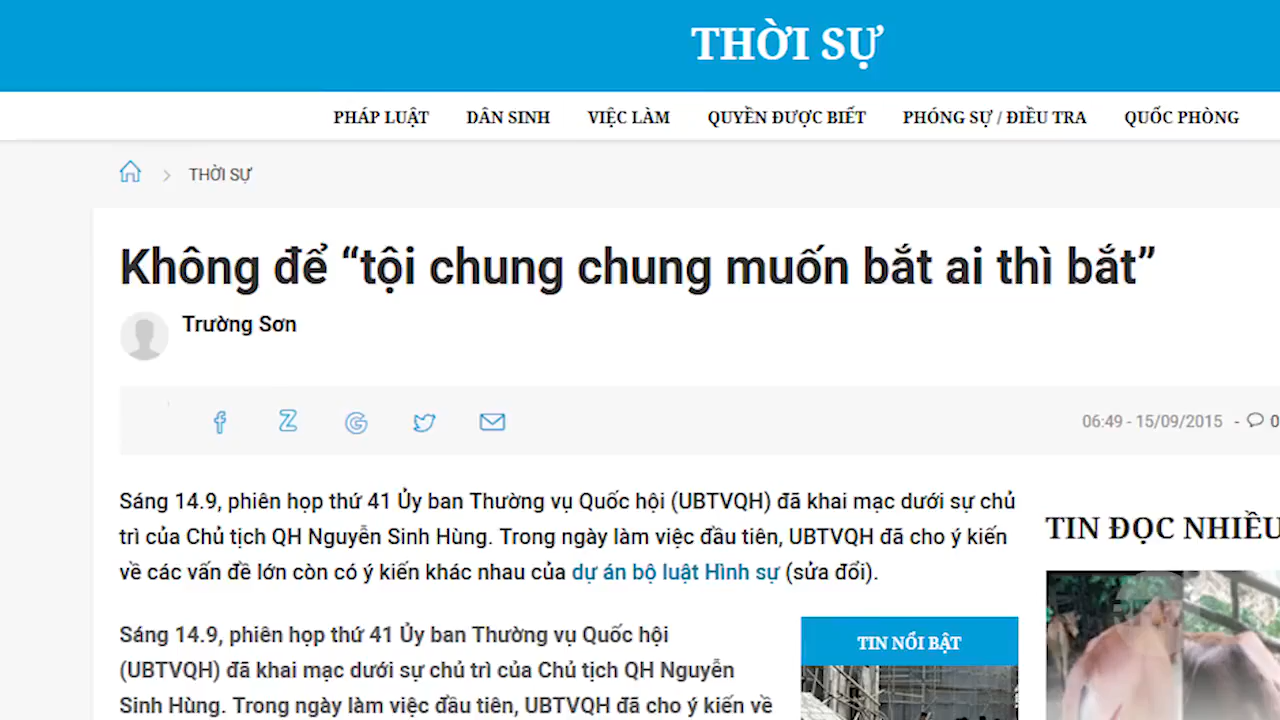 THỜI SỰ
PHÁP LUẬT DÂN SINH VIỆC LÀM QUYỀN ĐƯỢC BIẾT PHÓNG SỰ / ĐIỀU TRA QUỐC PHÒNG
THỜI SỰ
Không để “tội chung chung muốn bắt ai thì bắt”
Trường Sơn
06:49 - 15/09/2015 - 0
Sáng 14.9, phiên họp thứ 41 Ủy ban Thường vụ Quốc hội (UBTVQH) đã khai mạc dưới sự chủ
trì của Chủ tịch QH Nguyễn Sinh Hùng. Trong ngày làm việc đầu tiên, UBTVQH đã cho ý kiến
về các vấn đề lớn còn có ý kiến khác nhau của dự án bộ luật Hình sự (sửa đổi).
Sáng 14.9, phiên họp thứ 41 Ủy ban Thường vụ Quốc hội
(UBTVQH) đã khai mạc dưới sự chủ trì của Chủ tịch QH Nguyễn
Sinh Hùng. Trong ngày làm việc đầu tiên, UBTVQH đã cho ý kiến về
TIN NỔI BẬT
TIN ĐỌC NHIỀU